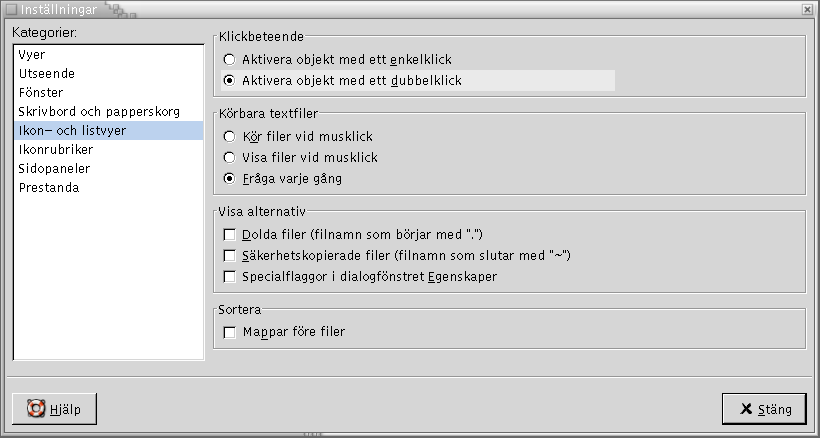 Inställningar
Kategorier:
Vyer
Utseende
Fönster
Skrivbord och papperskorg
Ikon- och listvyer
Ikonrubriker
Sidopaneler
Prestanda
Klickbeteende
Aktivera objekt med ett enkelklick
Aktivera objekt med ett dubbelklick
Körbara textfiler
Kör filer vid musklick
Visa filer vid musklick
Fråga varje gång
Visa alternativ
Dolda filer (filnamn som börjar med ".")
Säkerhetskopierade filer (filnamn som slutar med "~")
Specialflaggor i dialogfönstret Egenskaper
Sortera
Mappar före filer
Hjälp
Stäng